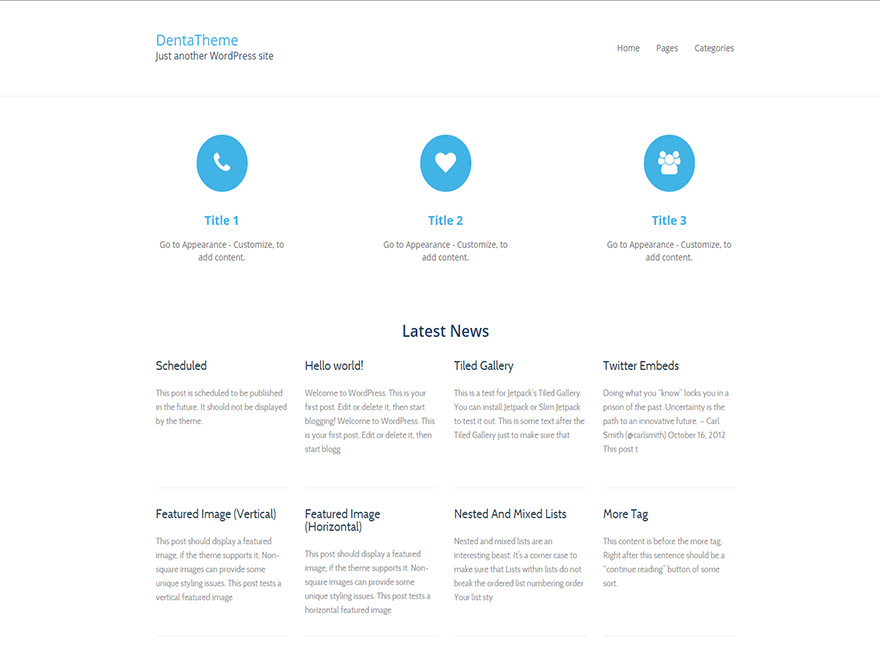 DentaTheme
Just another WordPress site
Home Pages Categories
Title 1
Go to Appearance - Customize, to
add content.
Title 2
Go to Appearance - Customize, to
add content.
Title 3
Go to Appearance - Customize, to
add content.
Latest News
Scheduled
This post is scheduled to be published
in the future. It should not be displayed
by the theme.
Hello world!
Welcome to WordPress. This is your
first post. Edit or delete it, then start
blogging! Welcome to WordPress. This
is your first post. Edit or delete it, then
start blogg
Tiled Gallery
This is a test for Jetpack's Tiled Gallery.
You can install Jetpack or Slim Jetpack
to test it out. This is some text after the
Tiled Gallery just to make sure that
Twitter Embeds
Doing what you “know” locks you in a
prison of the past. Uncertainty is the
path to an innovative future. – Carl
Smith (@carlsmith) October 16, 2012
This post t
Featured Image (Vertical)
This post should display a featured
image, if the theme supports it. Non-
square images can provide some
unique styling issues. This post tests a
vertical featured image
Featured Image
(Horizontal)
This post should display a featured
image, if the theme supports it. Non-
square images can provide some
unique styling issues. This post tests a
horizontal featured image
Nested And Mixed Lists
Nested and mixed lists are an
interesting beast. It's a corner case to
make sure that Lists within lists do not
break the ordered list numbering order
Your list sty
More Tag
This content is before the more tag.
Right after this sentence should be a
“continue reading” button of some
sort.